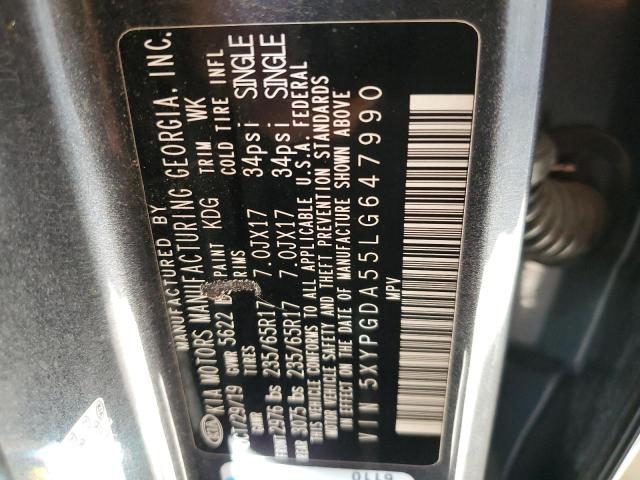 MANUFACTURED BY
KIA MOTORS MANUFACTURING GEORGIA, INC.
7/29/19 GVWR 5622 PAINT KDG TRIM WK
GAWR TIRES RIMS COLD TIRE INFL
2976 lbs 235/65R17 7.0JX17 34psi SINGLE
3075 lbs 235/65R17 7.0JX17 34psi SINGLE
THIS VEHICLE CONFORMS TO ALL APPLICABLE U.S.A. FEDERAL
MOTOR VEHICLE SAFETY AND THEFT PREVENTION STANDARDS
IN EFFECT ON THE DATE OF MANUFACTURE SHOWN ABOVE
VIN 5XYPGDA55LG647990
MPV
6110